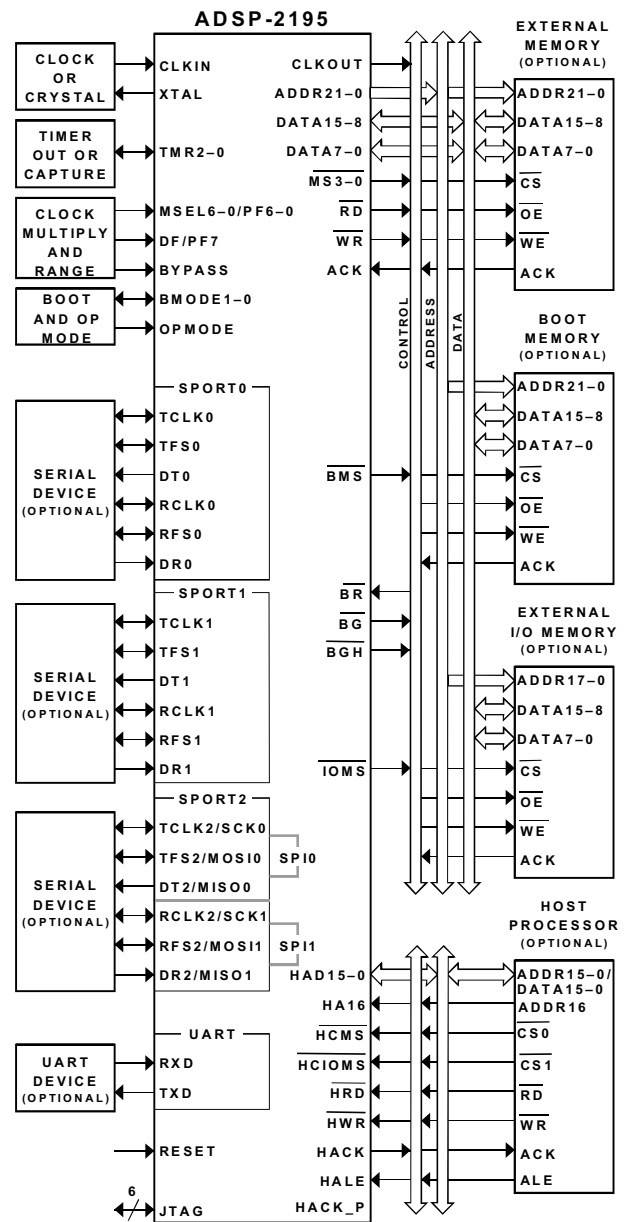 ADSP-2195
CLOCK
OR
CRYSTAL
CLKIN
XTAL
TIMER
OUT OR
CAPTURE
TMR2–0
CLOCK
MULTIPLY
AND
RANGE
MSEL6–0/PF6–0
DF/PF7
BYPASS
BOOT
AND OP
MODE
BMODE1–0
OPMODE
SERIAL
DEVICE
(OPTIONAL)
SPORT0
TCLK0
TFS0
DT0
RCLK0
RFS0
DR0
SERIAL
DEVICE
(OPTIONAL)
SPORT1
TCLK1
TFS1
DT1
RCLK1
RFS1
DR1
SERIAL
DEVICE
(OPTIONAL)
SPORT2
TCLK2/SCK0
TFS2/MOSI0
DT2/MISO0
SPI0
RCLK2/SCK1
RFS2/MOSI1
DR2/MISO1
SPI1
UART
DEVICE
(OPTIONAL)
UART
RXD
TXD
RESET
6
JTAG
CLKOUT
ADDR21–0
DATA15–8
DATA7–0
MS3–0
RD
WR
ACK
BMS
BR
BG
BGH
IOMS
HAD15–0
HA16
HCMS
HCIOMS
HRD
HWR
HACK
HALE
HACK_P
CONTROL
ADDRESS
DATA
EXTERNAL
MEMORY
(OPTIONAL)
ADDR21–0
DATA15–8
DATA7–0
CS
OE
WE
ACK
BOOT
MEMORY
(OPTIONAL)
ADDR21–0
DATA15–8
DATA7–0
CS
OE
WE
ACK
EXTERNAL
I/O MEMORY
(OPTIONAL)
ADDR17–0
DATA15–8
DATA7–0
CS
OE
WE
ACK
HOST
PROCESSOR
(OPTIONAL)
ADDR15–0/
DATA15–0
ADDR16
CS0
CS1
RD
WR
ACK
ALE